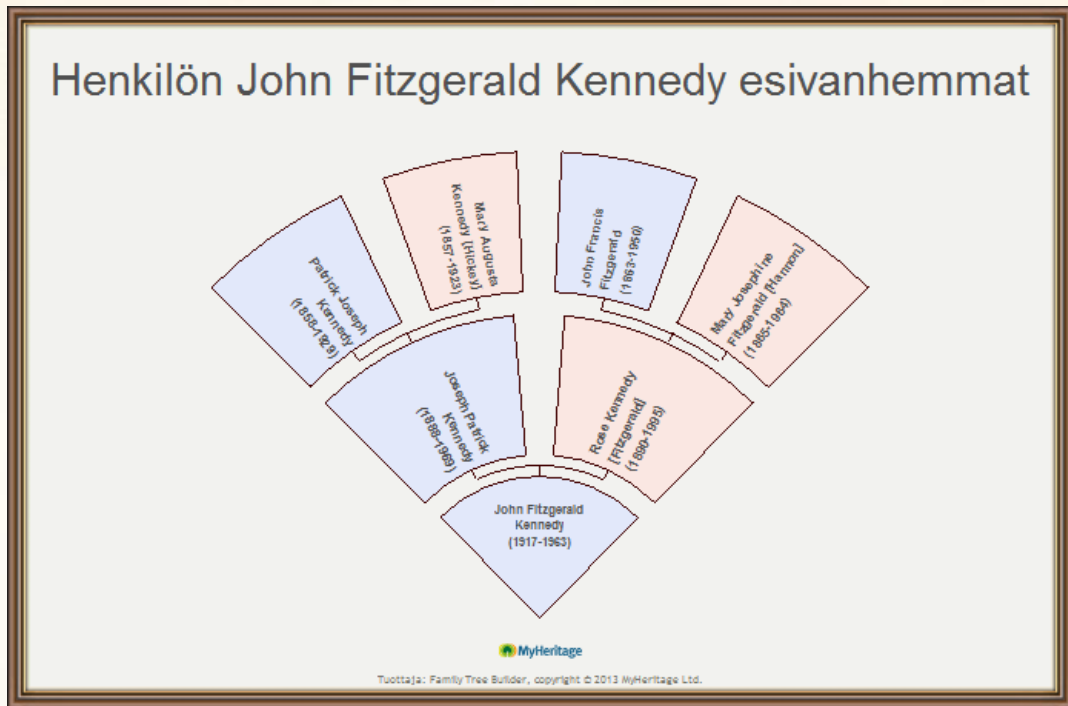 Henkilön John Fitzgerald Kennedy esivanhemmat
Patrick Joseph
Kennedy
(1858-1929)
Mary Augusta
Kennedy [Hickey]
(1857-1923)
John Francis
Fitzgerald
(1863-1950)
Mary Josephine
Fitzgerald [Hannon]
(1865-1964)
Joseph Patrick
Kennedy
(1888-1969)
Rose Kennedy
[Fitzgerald]
(1890-1995)
John Fitzgerald
Kennedy
(1917-1963)
MyHeritage
Tuottaja: Family Tree Builder, copyright © 2013 MyHeritage Ltd.